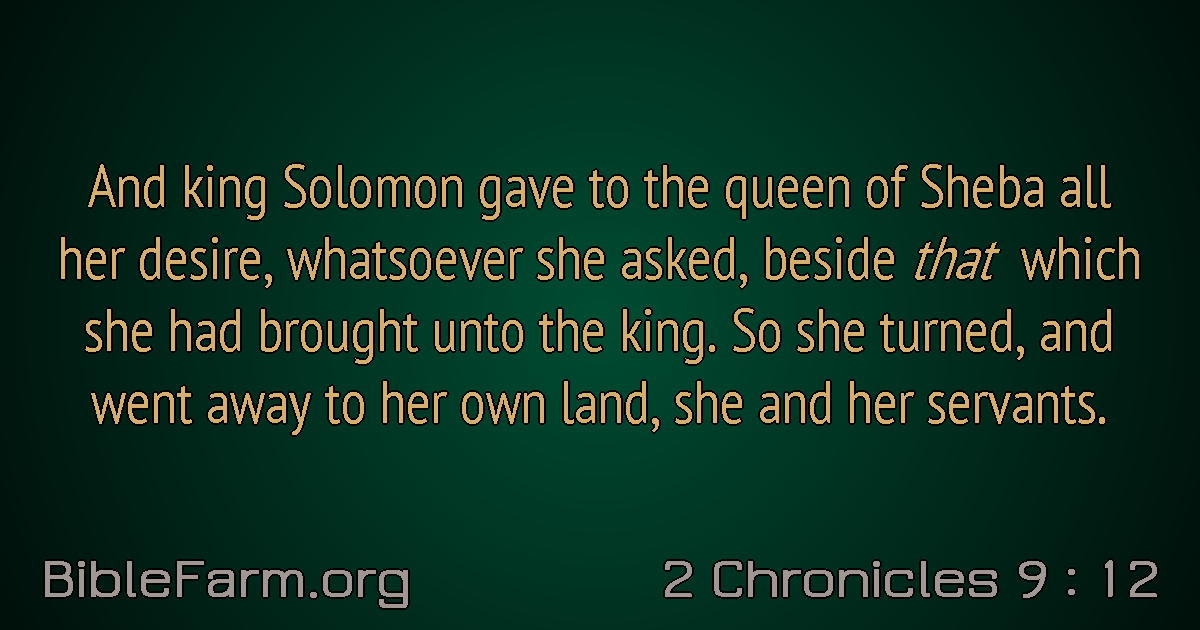 And king Solomon gave to the queen of Sheba all
her desire, whatsoever she asked, beside that which
she had brought unto the king. So she turned, and
went away to her own land, she and her servants.
BibleFarm.org
2 Chronicles 9 : 12